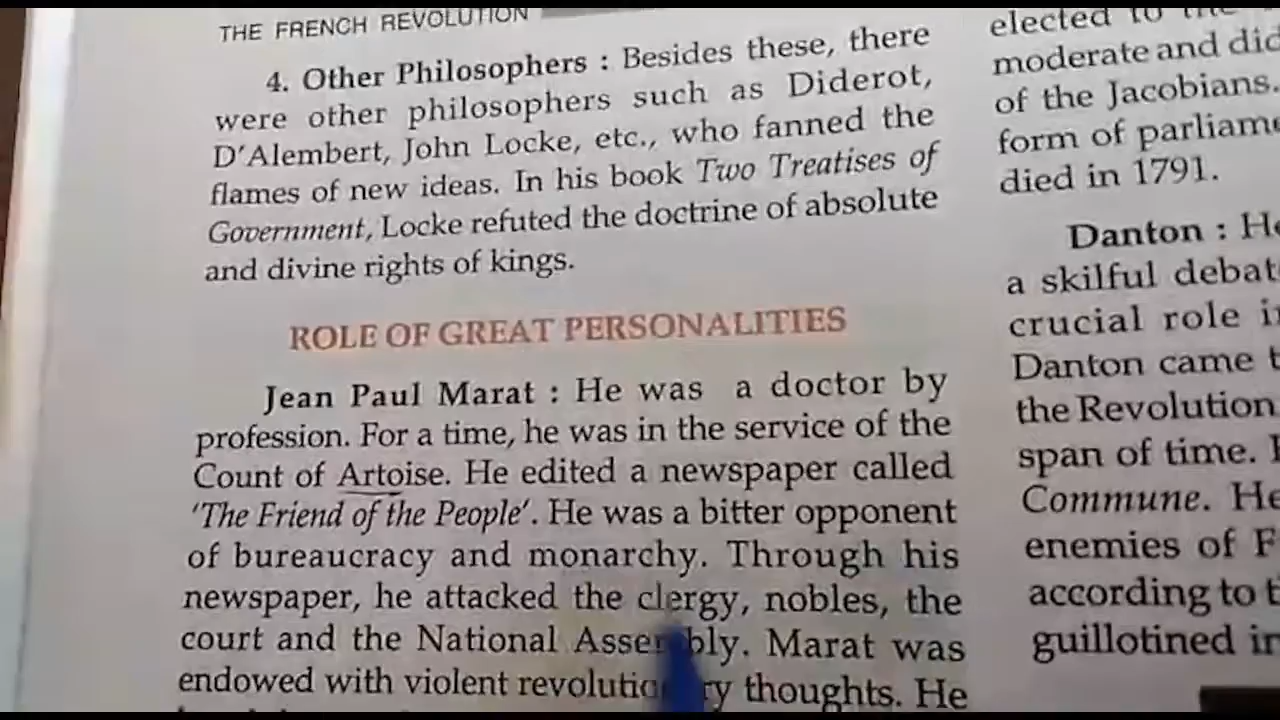 THE FRENCH REVOLUTION
4. Other Philosophers : Besides these, there
were other philosophers such as Diderot,
D'Alembert, John Locke, etc., who fanned the
flames of new ideas. In his book Two Treatises of
Government, Locke refuted the doctrine of absolute
and divine rights of kings.
ROLE OF GREAT PERSONALITIES
Jean Paul Marat : He was a doctor by
profession. For a time, he was in the service of the
Count of Artoise. He edited a newspaper called
'The Friend of the People'. He was a bitter opponent
of bureaucracy and monarchy. Through his
newspaper, he attacked the clergy, nobles, the
court and the National Assembly. Marat was
endowed with violent revolutionary thoughts. He
elected to the
moderate and did
of the Jacobians.
form of
died in 1791.
Danton : He
a skilful
crucial role
Danton came
the Revolution
span of time.
Commune. He
enemies of
according to
guillotined